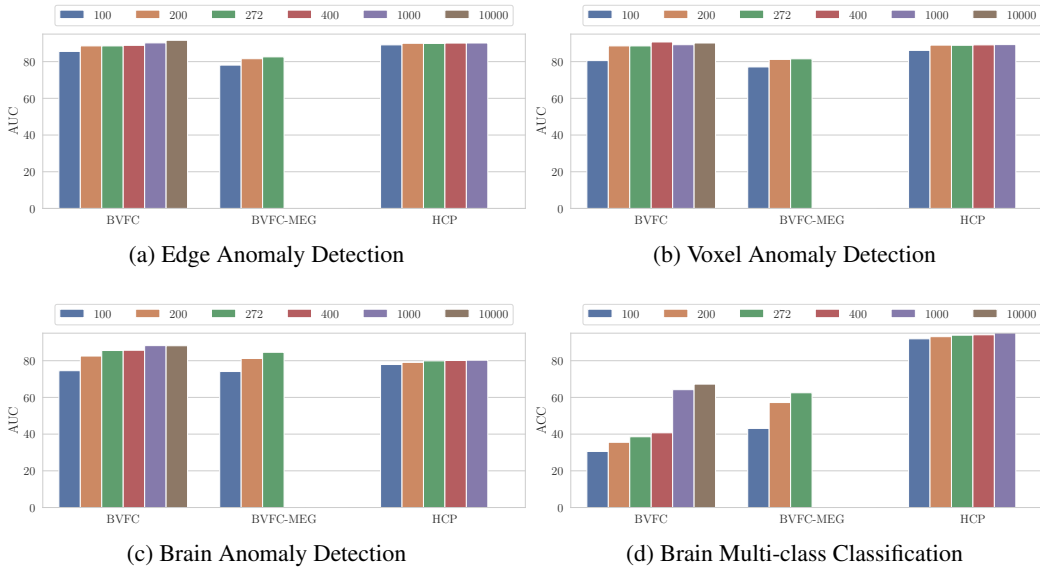 100 200 272 400 1000 10000
100 200 272 400 1000 10000
80
60
40
20
0
AUC
BVFC BVFC-MEG HCP
80
60
40
20
0
AUC
BVFC BVFC-MEG HCP
(a) Edge Anomaly Detection
(b) Voxel Anomaly Detection
100 200 272 400 1000 10000
100 200 272 400 1000 10000
80
60
40
20
0
AUC
BVFC BVFC-MEG HCP
80
60
40
20
0
ACC
BVFC BVFC-MEG HCP
(c) Brain Anomaly Detection
(d) Brain Multi-class Classification